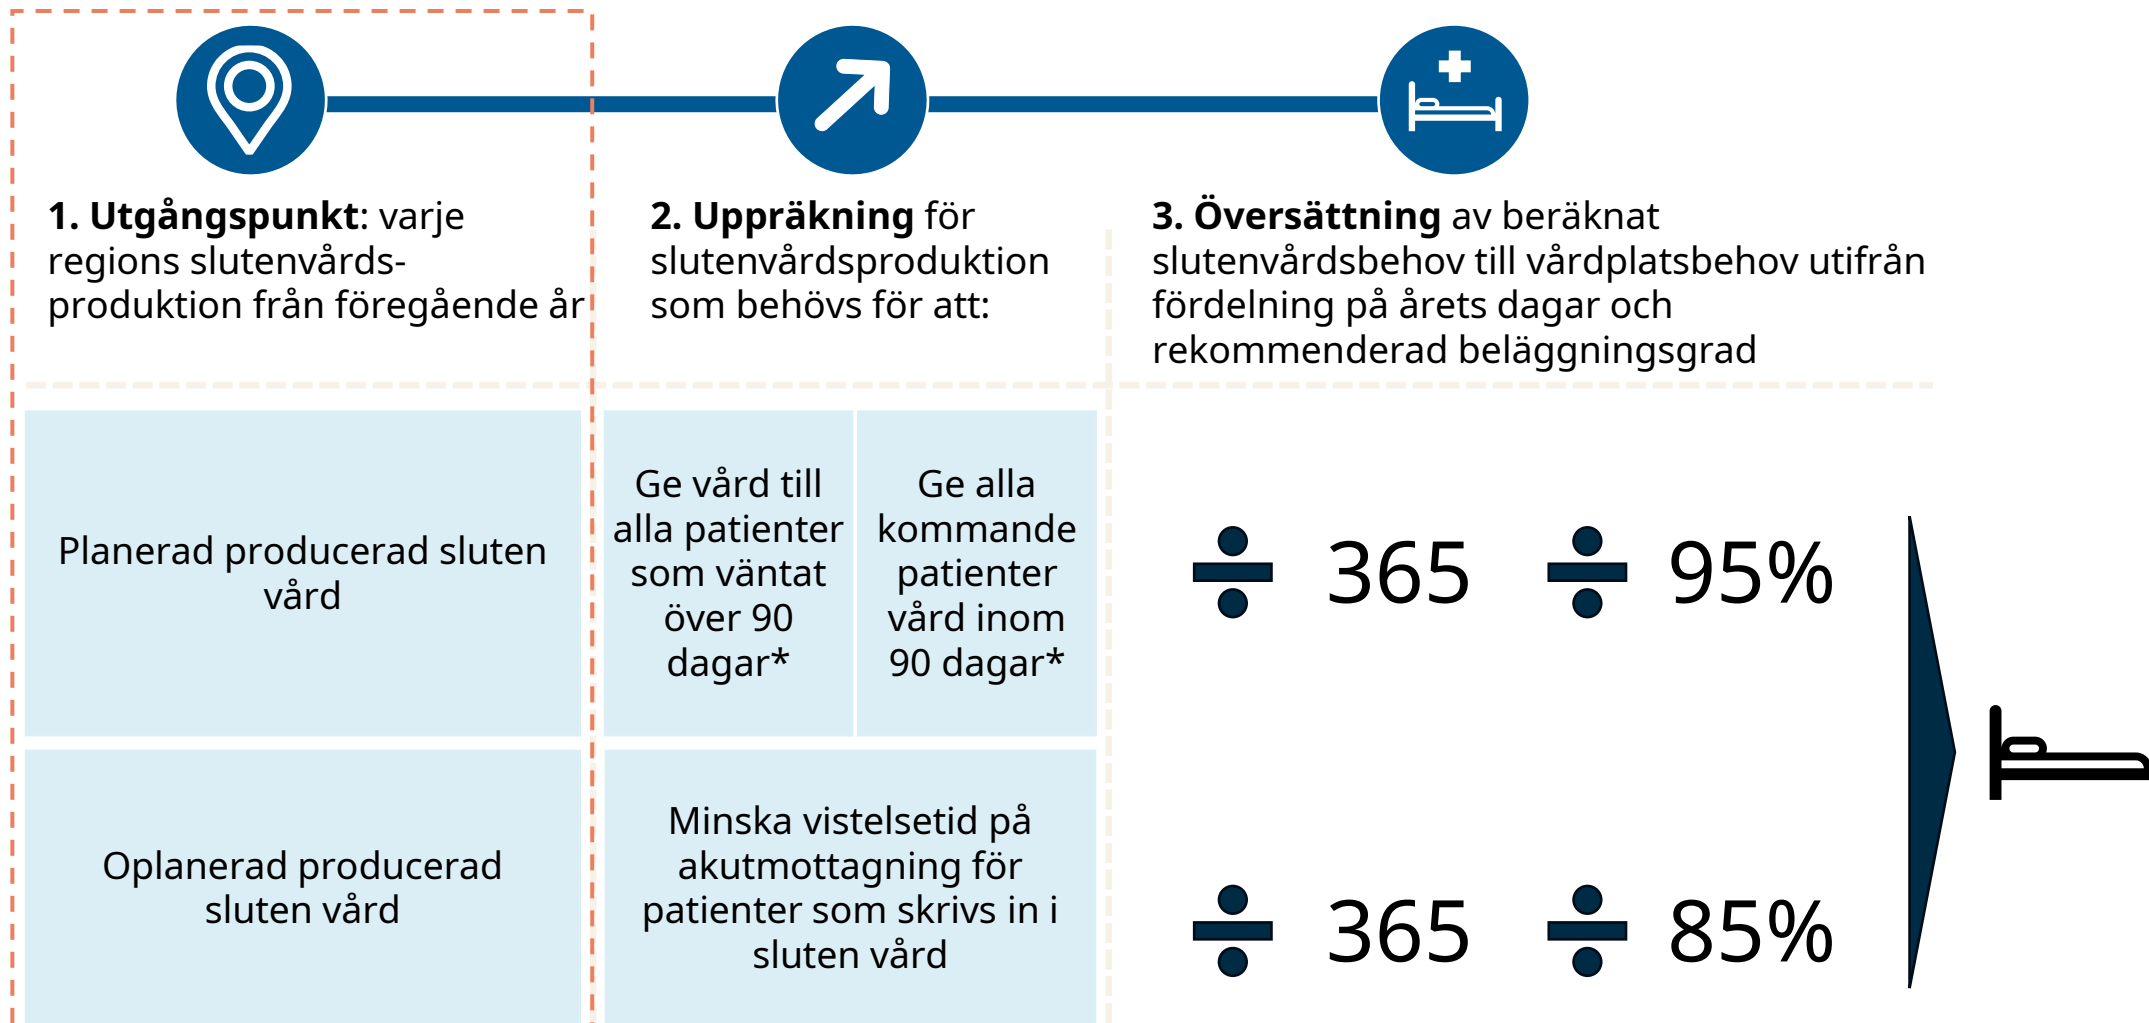 1. Utgångspunkt: varje
regions slutenvårds-
produktion från föregående år
2. Uppräkning för
slutenvårdsproduktion
som behövs för att:
3. Översättning av beräknat
slutenvårdsbehov till vårdplatsbehov utifrån
fördelning på årets dagar och
rekommenderad beläggningsgrad
Planerad producerad sluten
vård
Ge vård till
alla patienter
som väntat
över 90
dagar*
Ge alla
kommande
patienter
vård inom
90 dagar*
÷ 365 ÷ 95%
Oplanerad producerad
sluten vård
Minska vistelsetid på
akutmottagning för
patienter som skrivs in i
sluten vård
÷ 365 ÷ 85%